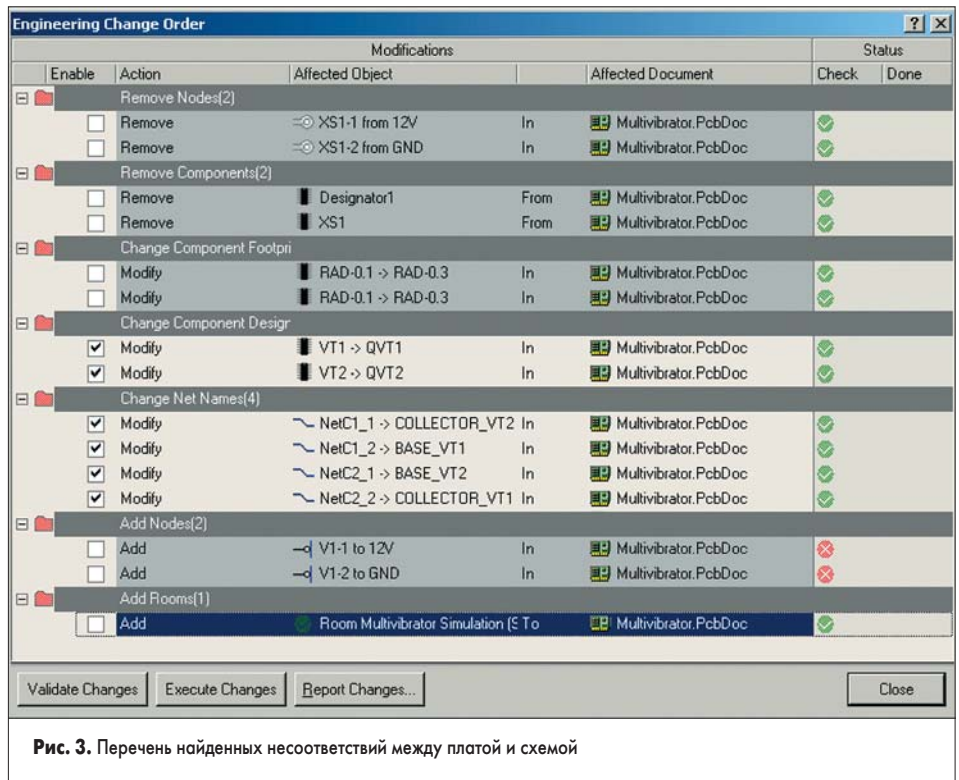 Engineering Change Order
Modifications Status
Enable Action Affected Object Affected Document Check Done
Remove Nodes(2)
Remove XS1-1 from 12V In Multivibrator.PcbDoc
Remove XS1-2 from GND In Multivibrator.PcbDoc
Remove Components(2)
Remove Designator1 From Multivibrator.PcbDoc
Remove XS1 From Multivibrator.PcbDoc
Change Component Footpri
Modify RAD-0.1 -> RAD-0.3 In Multivibrator.PcbDoc
Modify RAD-0.1 -> RAD-0.3 In Multivibrator.PcbDoc
Change Component Desigr
Modify VT1 -> QVT1 In Multivibrator.PcbDoc
Modify VT2 -> QVT2 In Multivibrator.PcbDoc
Change Net Names(4)
Modify NetC1_1 -> COLLECTOR_VT2 In Multivibrator.PcbDoc
Modify NetC1_2 -> BASE_VT1 In Multivibrator.PcbDoc
Modify NetC2_1 -> BASE_VT2 In Multivibrator.PcbDoc
Modify NetC2_2 -> COLLECTOR_VT1 In Multivibrator.PcbDoc
Add Nodes(2)
Add V1-1 to 12V In Multivibrator.PcbDoc
Add V1-2 to GND In Multivibrator.PcbDoc
Add Rooms(1)
Add Room Multivibrator Simulation (S To Multivibrator.PcbDoc
Validate Changes Execute Changes Report Changes... Close
Рис. 3. Перечень найденных несоответствий между платой и схемой